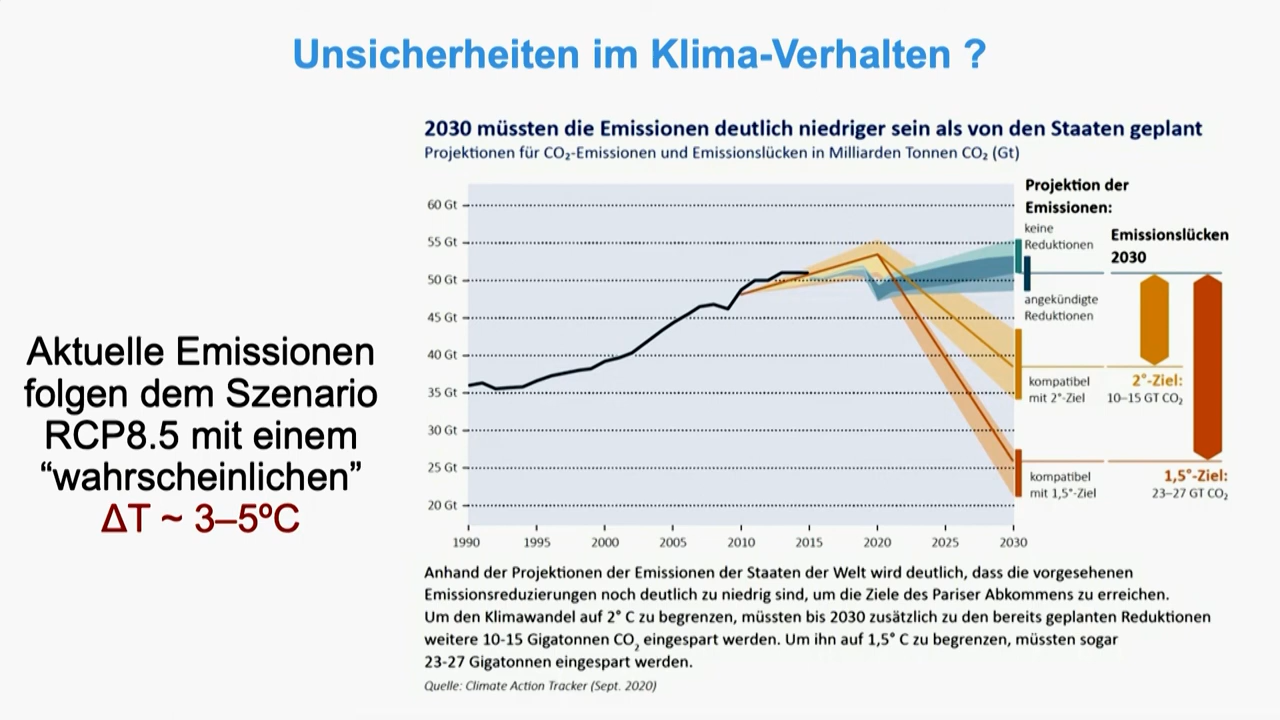 Unsicherheiten im Klima-Verhalten ?
Aktuelle Emissionen
folgen dem Szenario
RCP8.5 mit einem
“wahrscheinlichen”
ΔT ~ 3–5ºC
2030 müssten die Emissionen deutlich niedriger sein als von den Staaten geplant
Projektionen für CO₂-Emissionen und Emissionslücken in Milliarden Tonnen CO₂ (Gt)
60 Gt
55 Gt
50 Gt
45 Gt
40 Gt
35 Gt
30 Gt
25 Gt
20 Gt
1990 1995 2000 2005 2010 2015 2020 2025 2030
Projektion der
Emissionen:
keine
Reduktionen
angekündigte
Reduktionen
kompatibel
mit 2°-Ziel
kompatibel
mit 1,5°-Ziel
Emissionslücken
2030
2°-Ziel:
10–15 GT CO₂
1,5°-Ziel:
23–27 GT CO₂
Anhand der Projektionen der Emissionen der Staaten der Welt wird deutlich, dass die vorgesehenen
Emissionsreduzierungen noch deutlich zu niedrig sind, um die Ziele des Pariser Abkommens zu erreichen.
Um den Klimawandel auf 2° C zu begrenzen, müssten bis 2030 zusätzlich zu den bereits geplanten Reduktionen
weitere 10-15 Gigatonnen CO₂ eingespart werden. Um ihn auf 1,5° C zu begrenzen, müssten sogar
23-27 Gigatonnen eingespart werden.
Quelle: Climate Action Tracker (Sept. 2020)